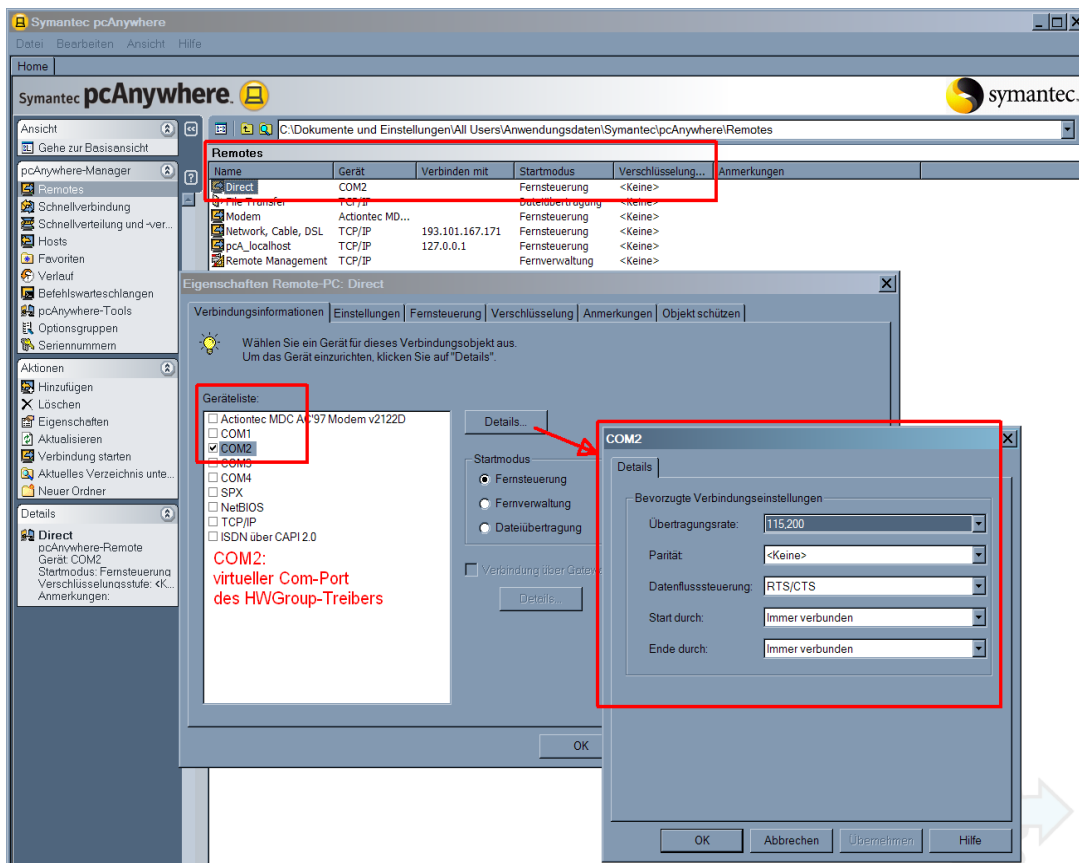 Symantec pcAnywhere
Datei Bearbeiten Ansicht Hilfe
Home
Symantec pcAnywhere.
symantec.
Ansicht
Gehe zur Basisansicht
pcAnywhere-Manager
Remotes
Schnellverbindung
Schnellverteilung und -ver...
Hosts
Favoriten
Verlauf
Befehlswarteschlangen
pcAnywhere-Tools
Optionsgruppen
Seriennummern
Aktionen
Hinzufügen
Löschen
Eigenschaften
Aktualisieren
Verbindung starten
Aktuelles Verzeichnis unte...
Neuer Ordner
Details
Direct
pcAnywhere-Remote
Gerät: COM2
Startmodus: Fernsteuerung
Verschlüsselungsstufe: <K...
Anmerkungen:
C:\Dokumente und Einstellungen\All Users\Anwendungsdaten\Symantec\pcAnywhere\Remotes
Remotes
Name Gerät Verbinden mit Startmodus Verschlüsselung... Anmerkungen
Direct COM2 Fernsteuerung <Keine>
File Transfer TCP/IP Dateiübertragung <Keine>
Modem Actiontec MD... Fernsteuerung <Keine>
Network, Cable, DSL TCP/IP 193.101.167.171 Fernsteuerung <Keine>
pcA_localhost TCP/IP 127.0.0.1 Fernsteuerung <Keine>
Remote Management TCP/IP Fernverwaltung <Keine>
Eigenschaften Remote-PC: Direct
Verbindungsinformationen Einstellungen Fernsteuerung Verschlüsselung Anmerkungen Objekt schützen
Wählen Sie ein Gerät für dieses Verbindungsobjekt aus.
Um das Gerät einzurichten, klicken Sie auf "Details".
Geräteliste:
Actiontec MDC AC'97 Modem v2122D
COM1
COM2
COM3
COM4
SPX
NetBIOS
TCP/IP
ISDN über CAPI 2.0
COM2:
virtueller Com-Port
des HWGroup-Treibers
Details...
Startmodus
Fernsteuerung
Fernverwaltung
Dateiübertragung
Verbindung über Gatew
Details...
OK
COM2
Details
Bevorzugte Verbindungseinstellungen
Übertragungsrate: 115,200
Parität: <Keine>
Datenflusssteuerung: RTS/CTS
Start durch: Immer verbunden
Ende durch: Immer verbunden
OK Abbrechen Übernehmen Hilfe